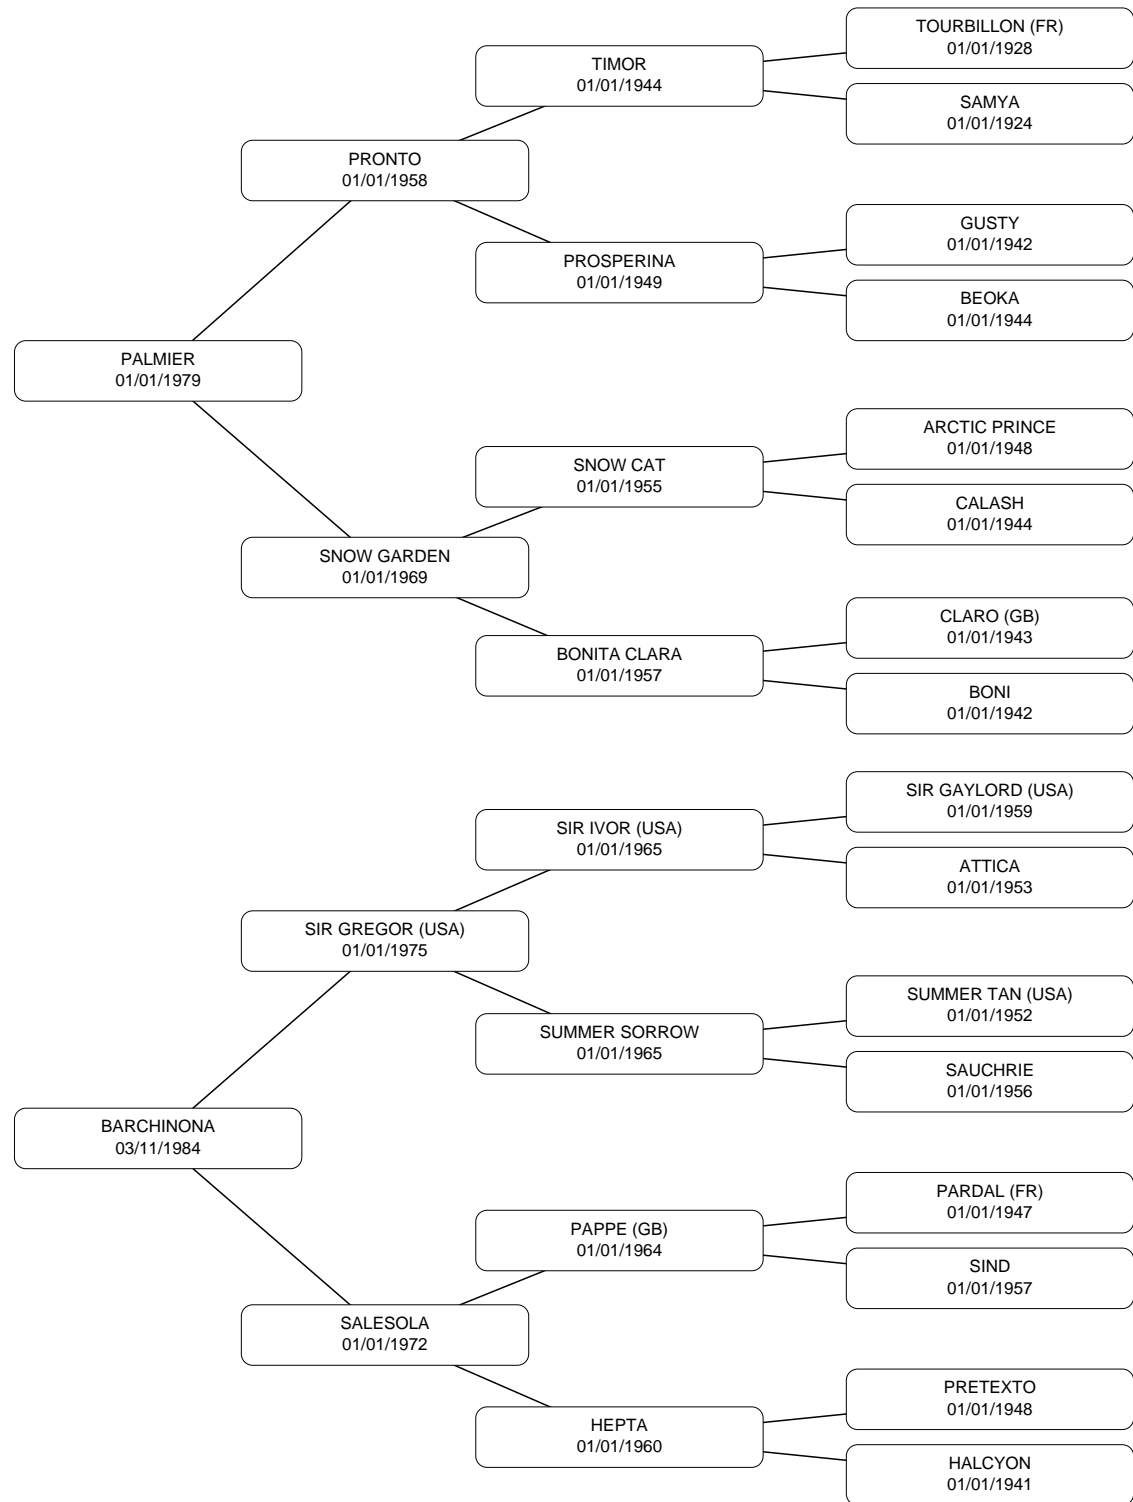 TOURBILLON (FR)
01/01/1928
TIMOR
01/01/1944
SAMYA
01/01/1924
PRONTO
01/01/1958
GUSTY
01/01/1942
PROSPERINA
01/01/1949
BEOKA
01/01/1944
PALMIER
01/01/1979
ARCTIC PRINCE
01/01/1948
SNOW CAT
01/01/1955
CALASH
01/01/1944
SNOW GARDEN
01/01/1969
CLARO (GB)
01/01/1943
BONITA CLARA
01/01/1957
BONI
01/01/1942
SIR GAYLORD (USA)
01/01/1959
SIR IVOR (USA)
01/01/1965
ATTICA
01/01/1953
SIR GREGOR (USA)
01/01/1975
SUMMER TAN (USA)
01/01/1952
SUMMER SORROW
01/01/1965
SAUCHRIE
01/01/1956
BARCHINONA
03/11/1984
PARDAL (FR)
01/01/1947
PAPPE (GB)
01/01/1964
SIND
01/01/1957
SALESOLA
01/01/1972
PRETEXTO
01/01/1948
HEPTA
01/01/1960
HALCYON
01/01/1941